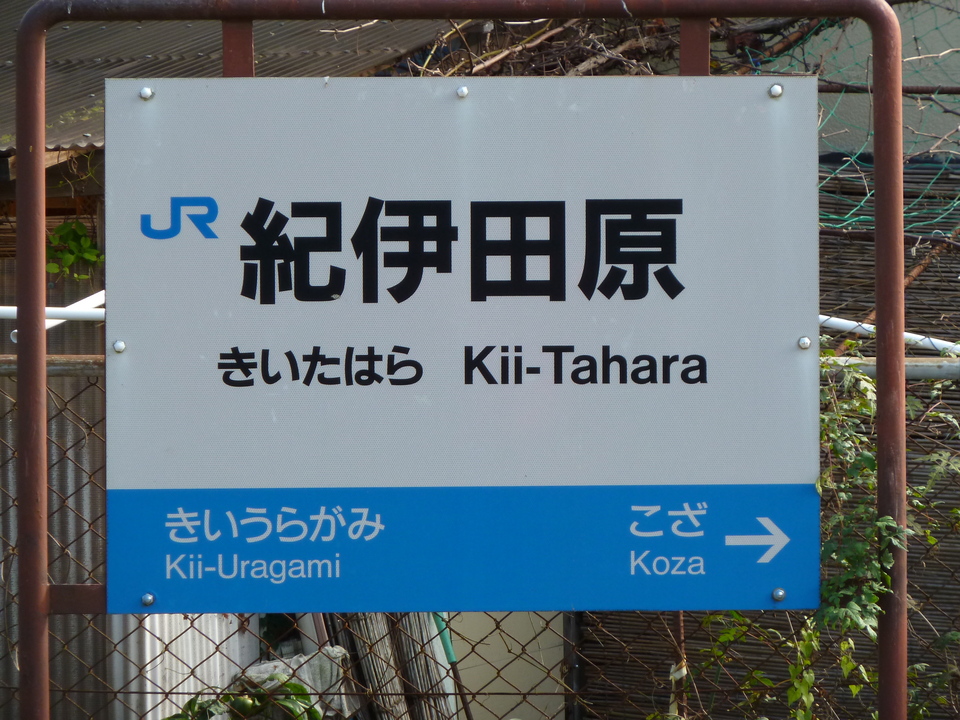 JR 紀伊田原
きいたはら Kii-Tahara
きいうらがみ こざ →
Kii-Uragami Koza